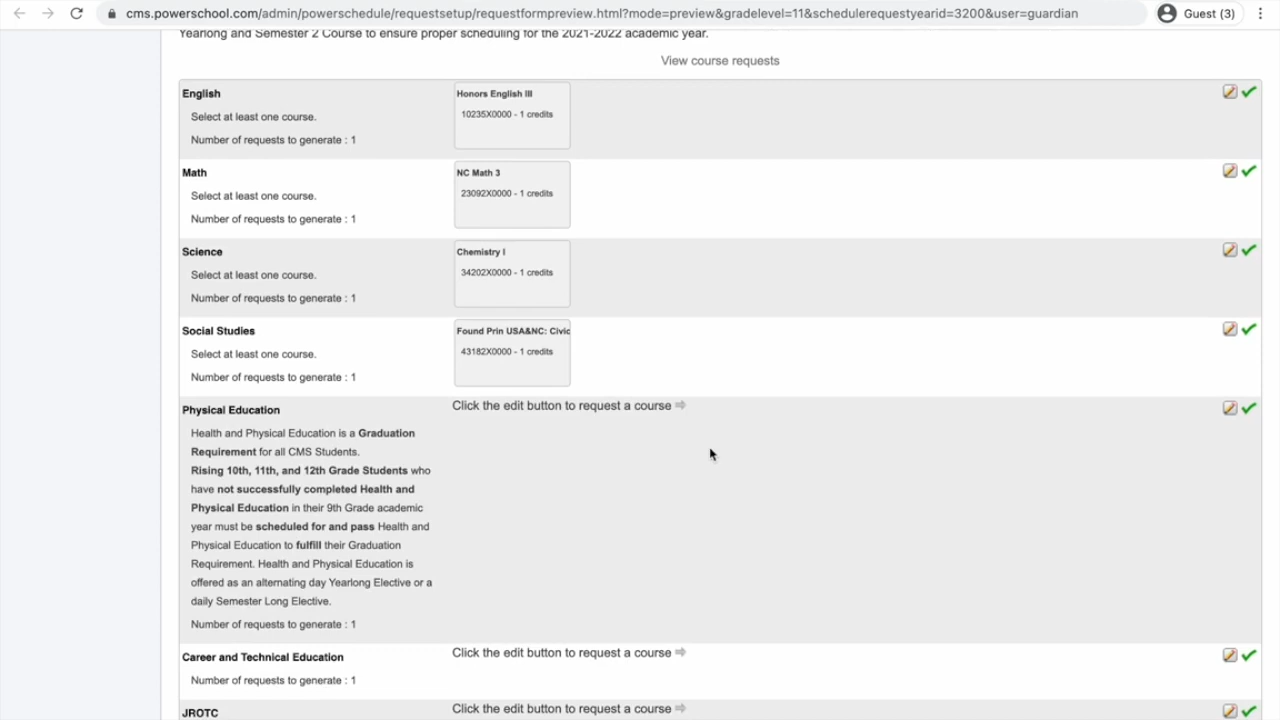 cms.powerschool.com/admin/powerschedule/requestsetup/requestformpreview.html?mode=preview&gradelevel=11&schedulerequestyearid=3200&user=guardian
Guest (3)
Yearlong and Semester 2 Course to ensure proper scheduling for the 2021-2022 academic year.
View course requests
English
Select at least one course.
Number of requests to generate : 1
Honors English III
10235X0000 - 1 credits
Math
Select at least one course.
Number of requests to generate : 1
NC Math 3
23092X0000 - 1 credits
Science
Select at least one course.
Number of requests to generate : 1
Chemistry I
34202X0000 - 1 credits
Social Studies
Select at least one course.
Number of requests to generate : 1
Found Prin USA&NC: Civic
43182X0000 - 1 credits
Physical Education
Click the edit button to request a course
Health and Physical Education is a Graduation
Requirement for all CMS Students.
Rising 10th, 11th, and 12th Grade Students who
have not successfully completed Health and
Physical Education in their 9th Grade academic
year must be scheduled for and pass Health and
Physical Education to fulfill their Graduation
Requirement. Health and Physical Education is
offered as an alternating day Yearlong Elective or a
daily Semester Long Elective.
Number of requests to generate : 1
Career and Technical Education
Click the edit button to request a course
Number of requests to generate : 1
JROTC
Click the edit button to request a course